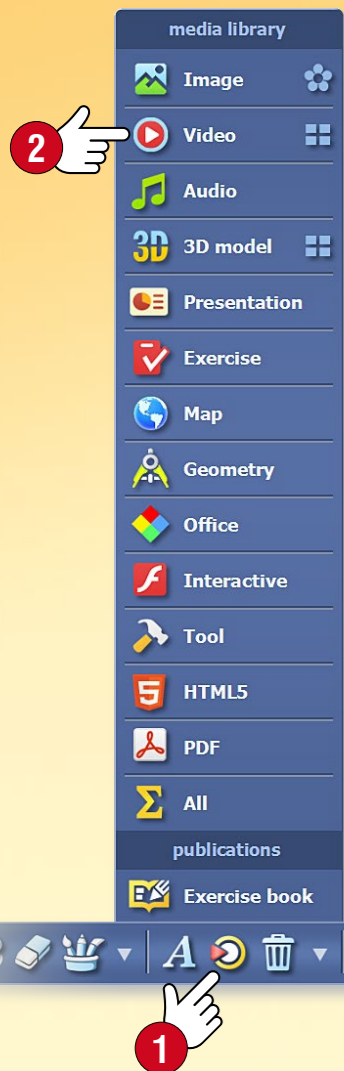 media library
Image
2
Video
Audio
3D
3D model
Presentation
Exercise
Map
Geometry
Office
Interactive
Tool
5
HTML5
PDF
Σ
All
publications
Exercise book
A
1